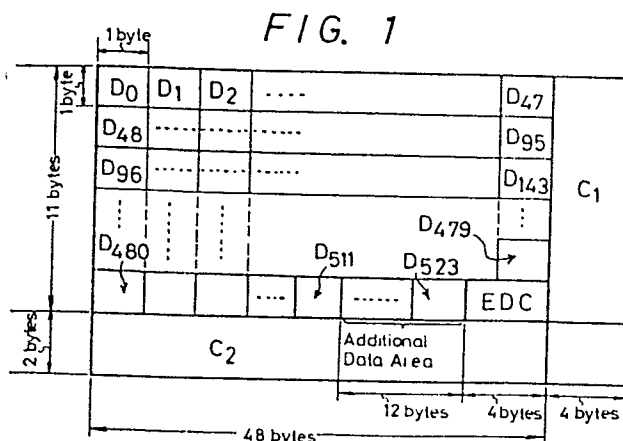 FIG. 1
1 byte
1 byte
D0 D1 D2 ···· D47
D48 ·················· D95
D96 ·················· D143
C1
11 bytes
D479
D480 D511 D523
···· ······ EDC
2 bytes
C2
Additional
Data Area
12 bytes 4 bytes 4 bytes
48 bytes